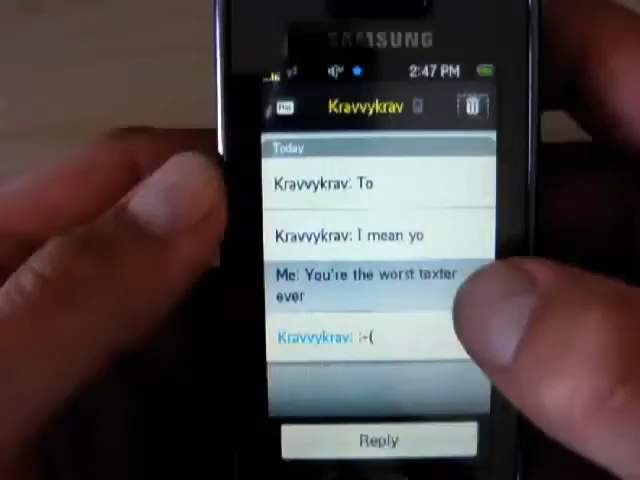 SAMSUNG
2:47 PM
Kravvykrav
Today
Kravvykrav: To
Kravvykrav: I mean yo
Me: You're the worst texter
ever
Kravvykrav: :-(
Reply